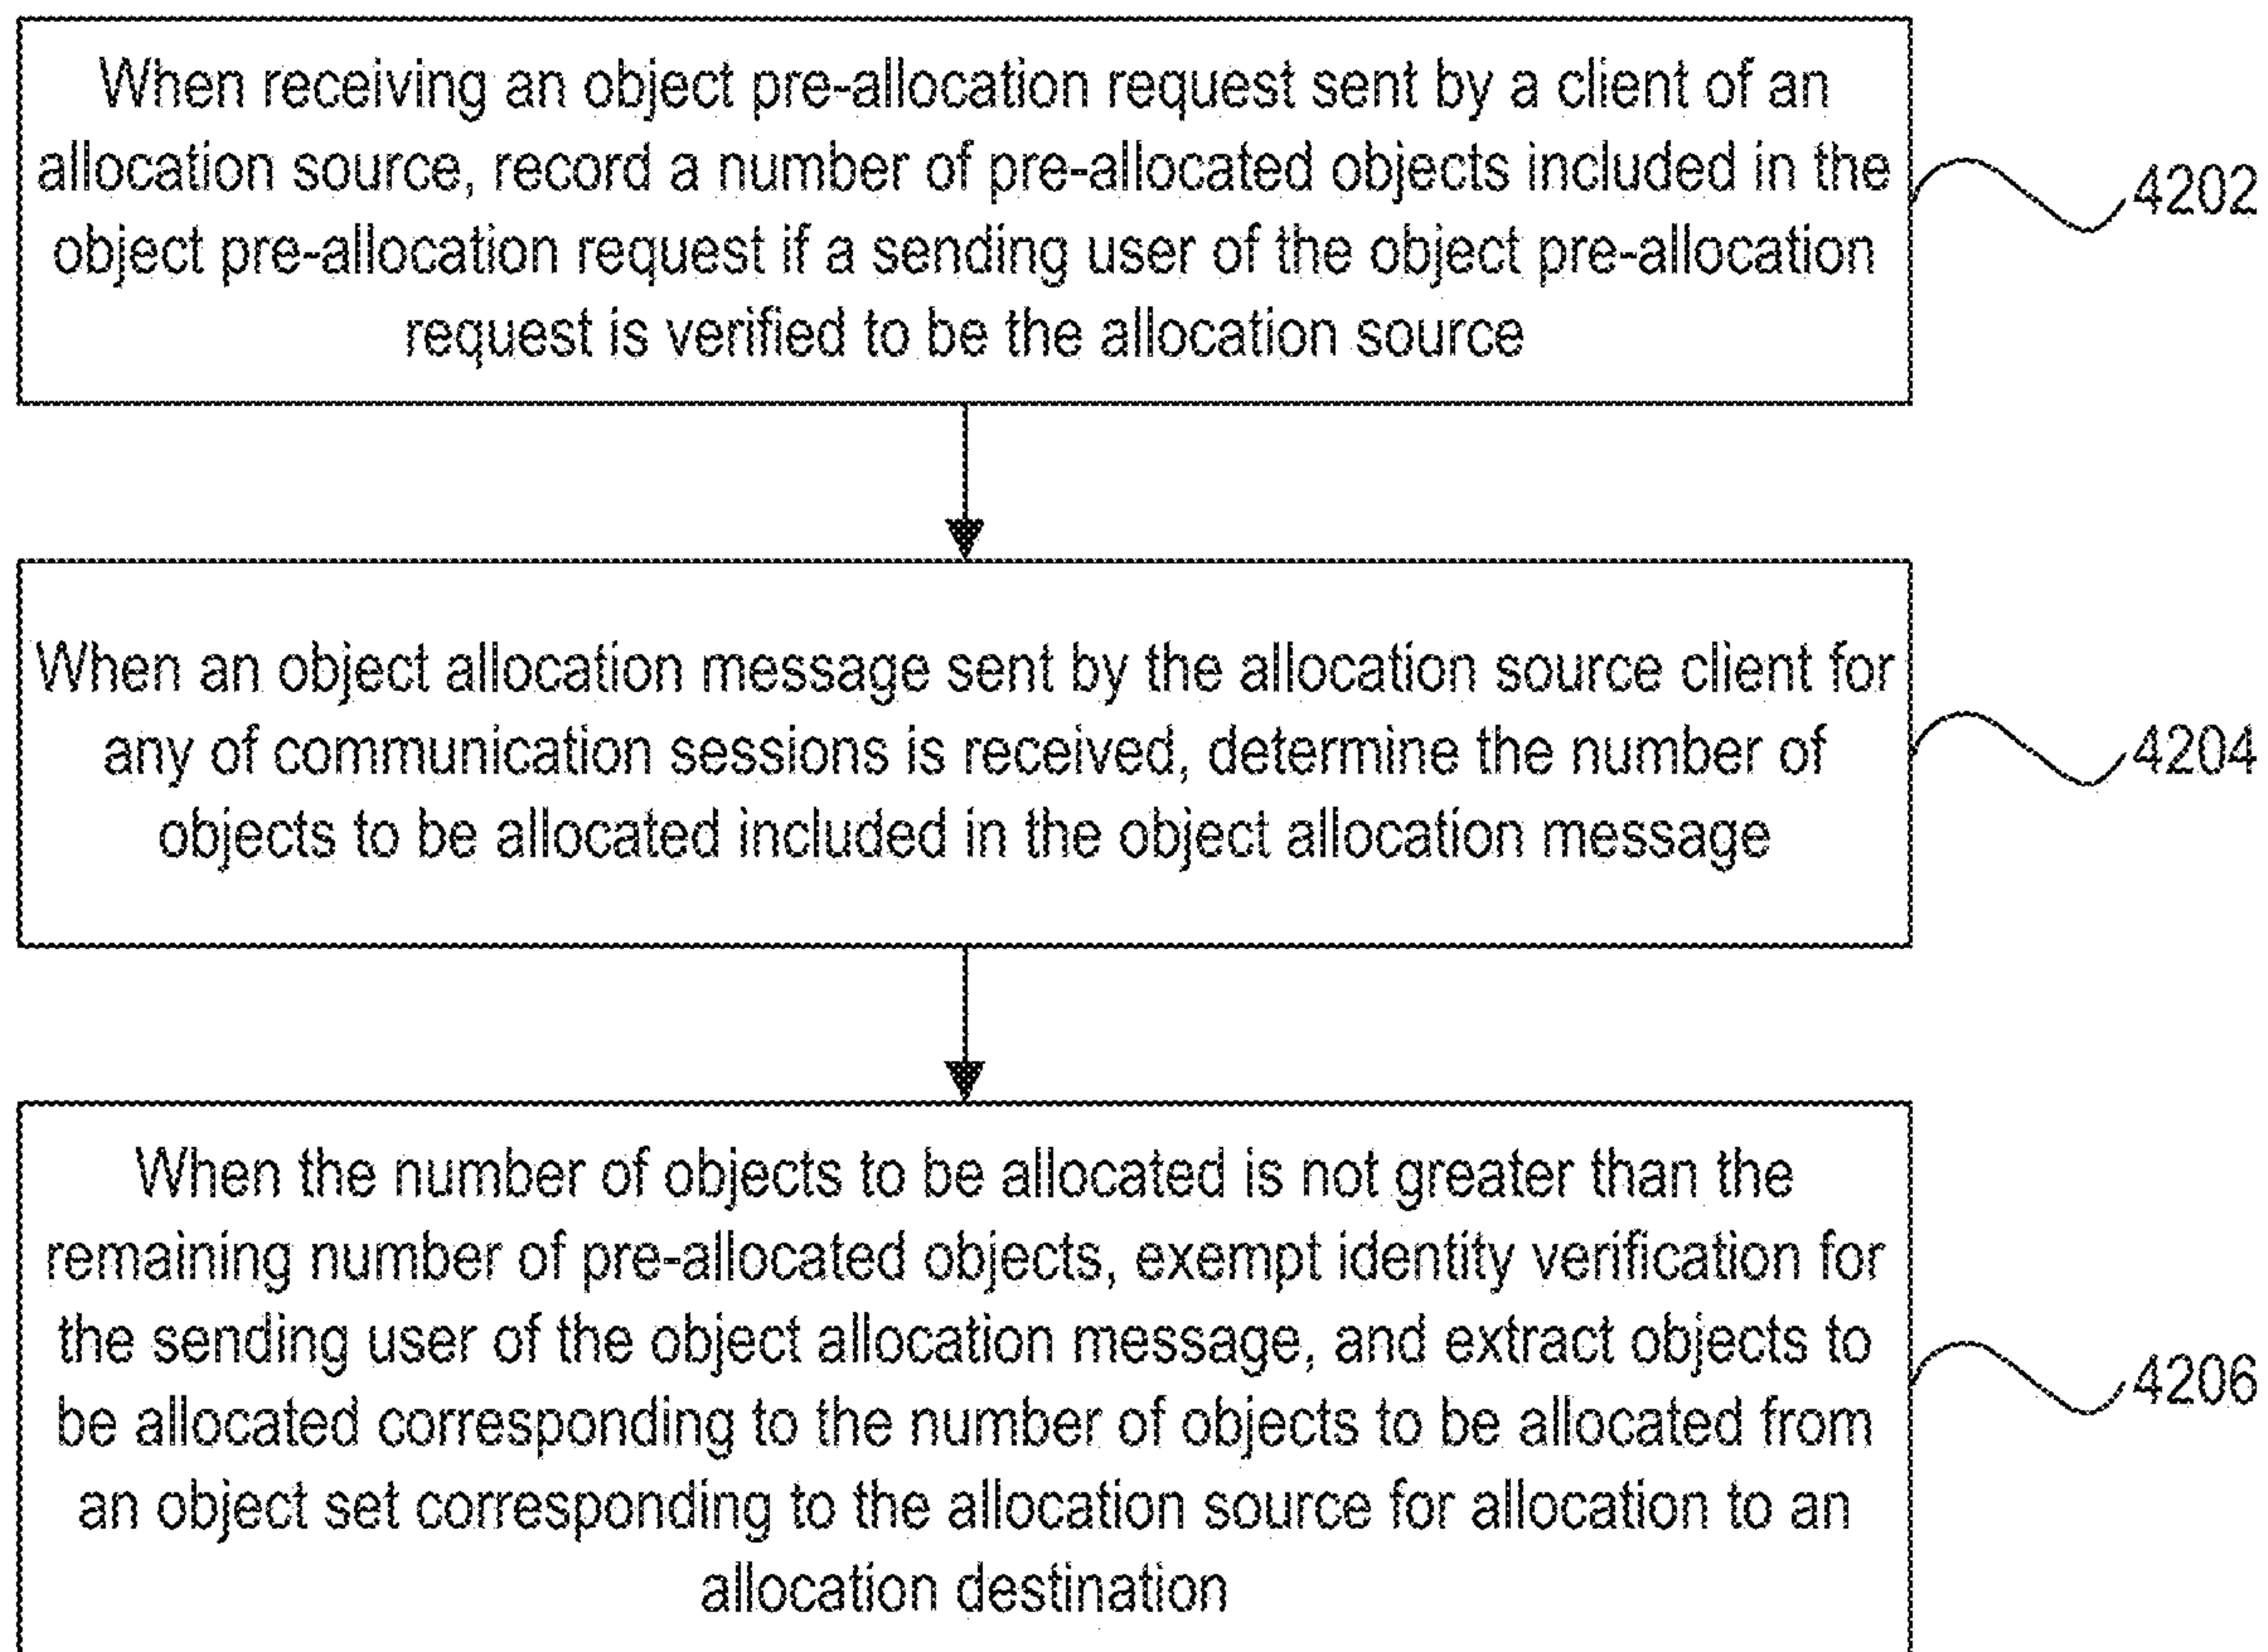 When receiving an object pre-allocation request sent by a client of an
allocation source, record a number of pre-allocated objects included in the
object pre-allocation request if a sending user of the object pre-allocation
request is verified to be the allocation source
4202
When an object allocation message sent by the allocation source client for
any of communication sessions is received, determine the number of
objects to be allocated included in the object allocation message
4204
When the number of objects to be allocated is not greater than the
remaining number of pre-allocated objects, exempt identity verification for
the sending user of the object allocation message, and extract objects to
be allocated corresponding to the number of objects to be allocated from
an object set corresponding to the allocation source for allocation to an
allocation destination
4206